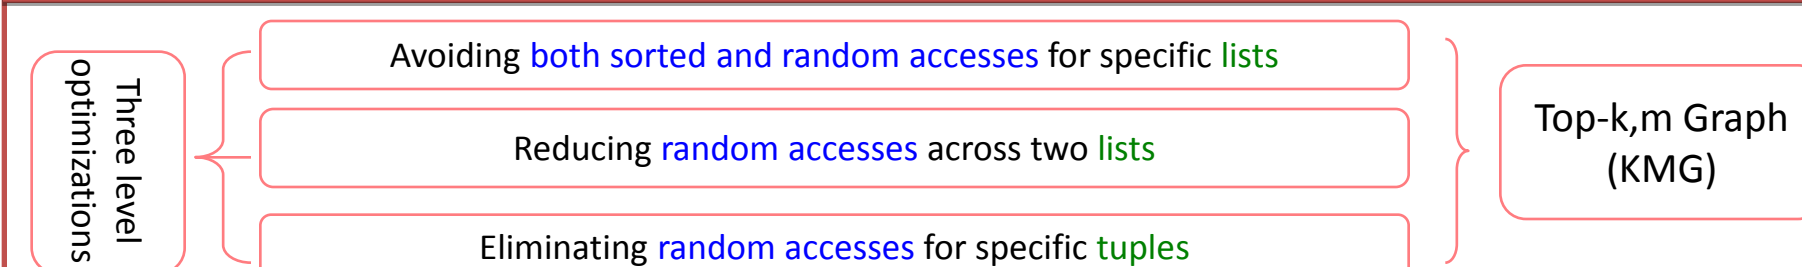 Three level
optimizations
Avoiding both sorted and random accesses for specific lists
Reducing random accesses across two lists
Eliminating random accesses for specific tuples
Top-k,m Graph
(KMG)